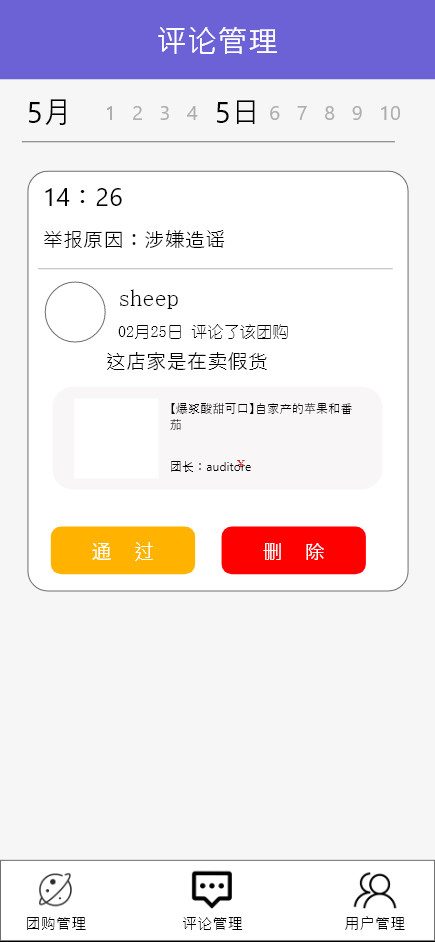 评论管理
5月 1 2 3 4 5日 6 7 8 9 10
14：26
举报原因：涉嫌造谣
sheep
02月25日 评论了该团购
这店家是在卖假货
【爆浆酸甜可口】自家产的苹果和番
茄
团长：auditore
¥
通 过 删 除
团购管理 评论管理 用户管理